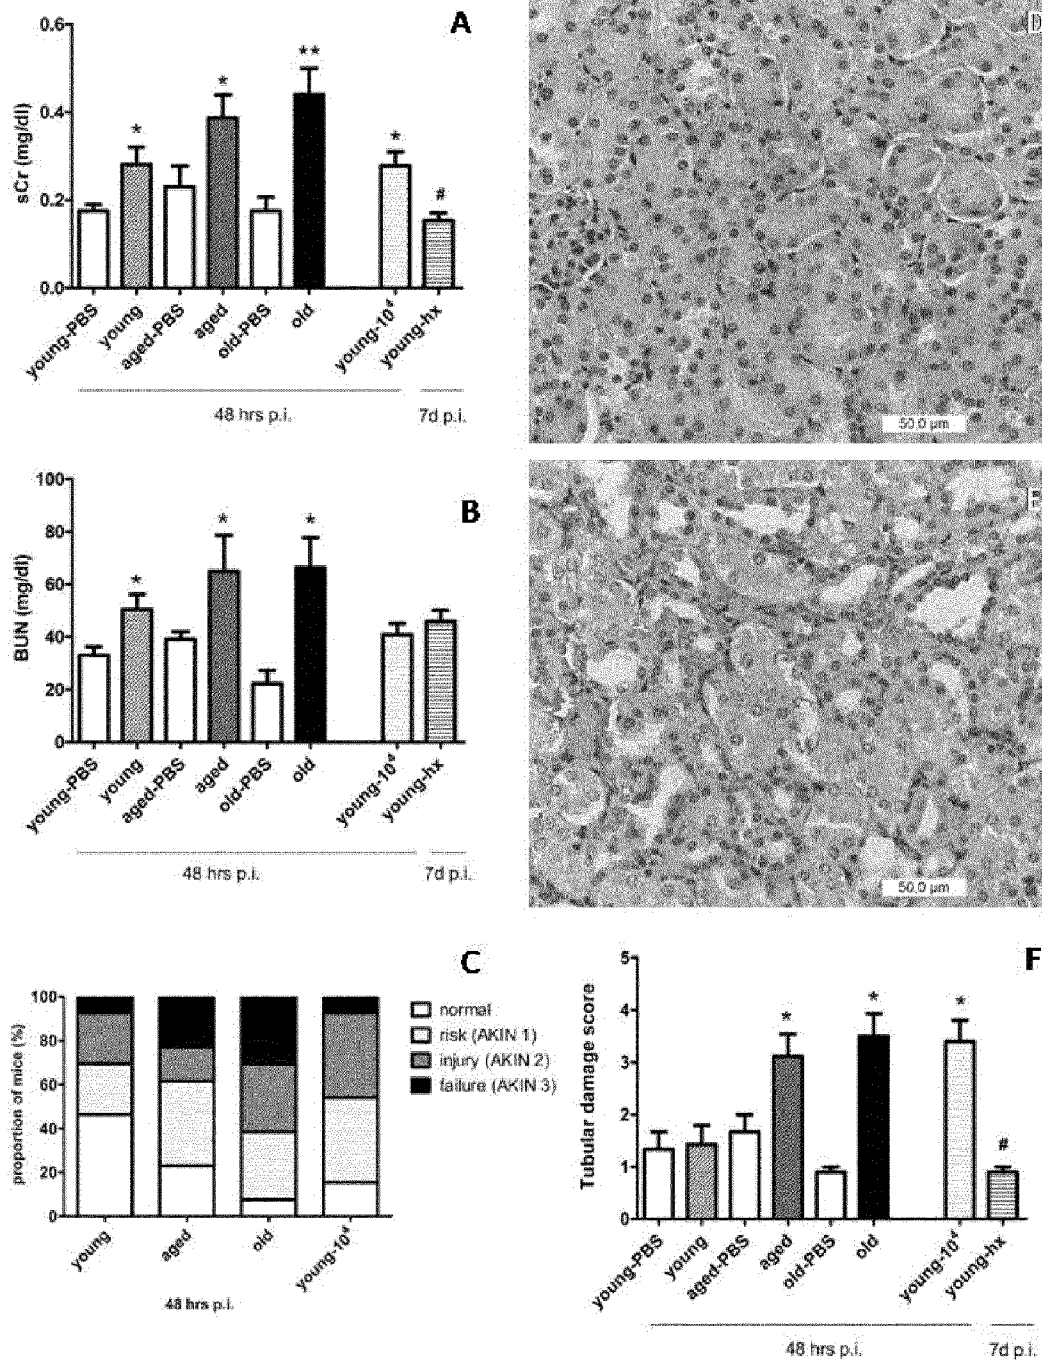 A
0.6
0.4
0.2
0.0
sCr (mg/dl)
*
*
**
*
#
young-PBS
young
aged-PBS
aged
old-PBS
old
young-10⁴
young-hx
48 hrs p.i.
7d p.i.
D
50,0 µm
B
100
80
60
40
20
0
BUN (mg/dl)
*
*
*
young-PBS
young
aged-PBS
aged
old-PBS
old
young-10⁴
young-hx
48 hrs p.i.
7d p.i.
50,0 µm
C
100
80
60
40
20
0
proportion of mice (%)
normal
risk (AKIN 1)
injury (AKIN 2)
failure (AKIN 3)
young
aged
old
young-10⁴
48 hrs p.i.
F
5
4
3
2
1
0
Tubular damage score
*
*
*
#
young-PBS
young
aged-PBS
aged
old-PBS
old
young-10⁴
young-hx
48 hrs p.i.
7d p.i.